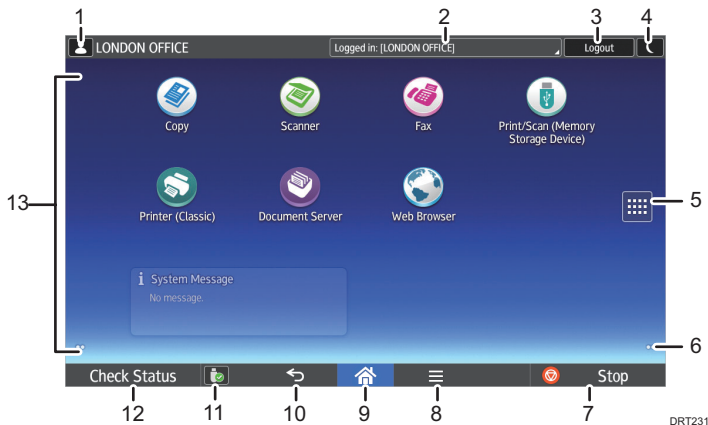 1
2
3
4
LONDON OFFICE
Logged in: [LONDON OFFICE]
Logout
Copy
Scanner
Fax
Print/Scan (Memory
Storage Device)
13
5
Printer (Classic)
Document Server
Web Browser
i System Message
No message.
6
Check Status
Stop
12
11
10
9
8
7
DRT231